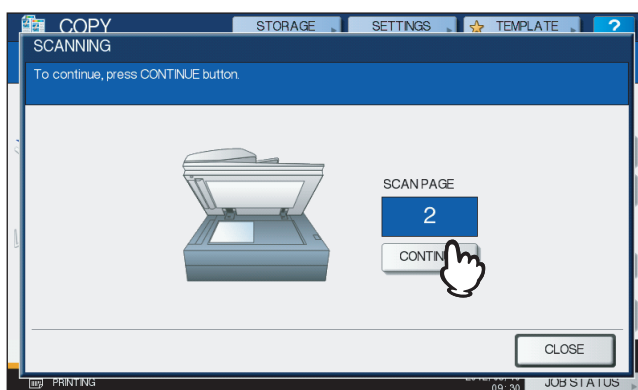 COPY
STORAGE
SETTINGS
TEMPLATE
?
SCANNING
To continue, press CONTINUE button.
SCAN PAGE
2
CLOSE
PRINTING
09:30
JOB STATUS